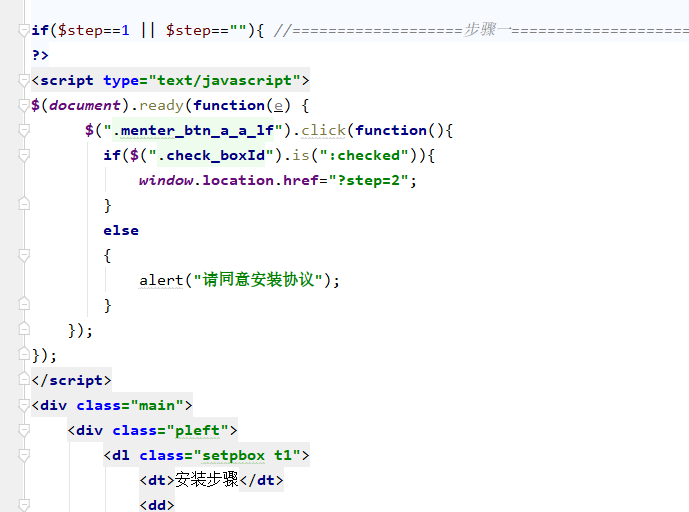 if($step==1 || $step==""){ //===================步骤一====================
?>
<script type="text/javascript">
$(document).ready(function(e) {
      $(".menter_btn_a_a_lf").click(function(){
        if($(".check_boxId").is(":checked")){
            window.location.href="?step=2";
        }
        else
        {
            alert("请同意安装协议");
        }
    });
});
</script>
<div class="main">
    <div class="pleft">
        <dl class="setpbox t1">
            <dt>安装步骤</dt>
            <dd>